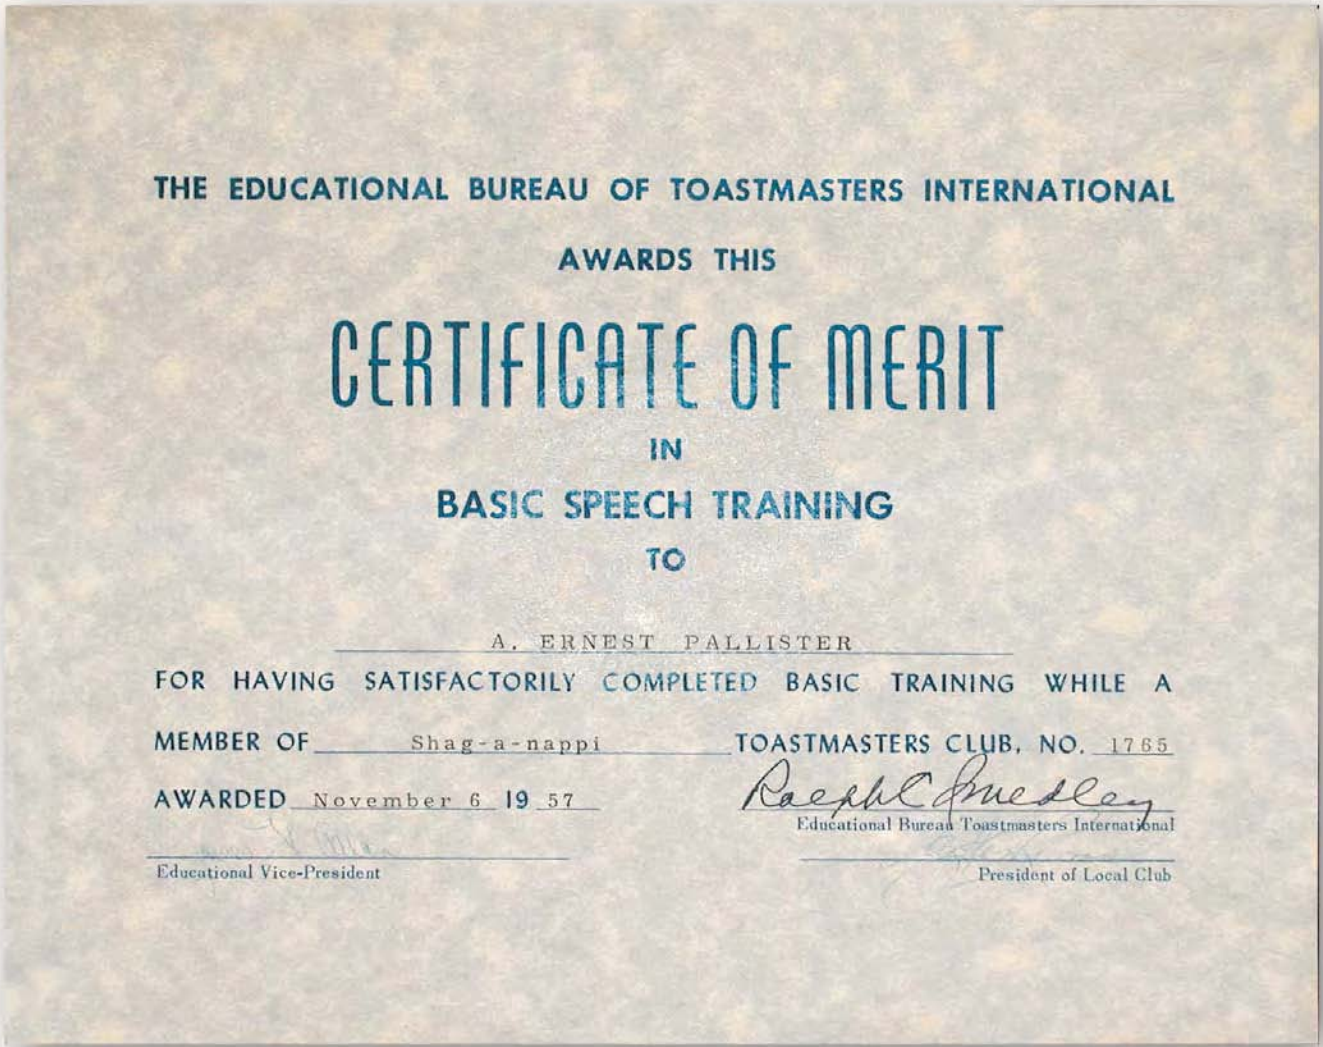 THE EDUCATIONAL BUREAU OF TOASTMASTERS INTERNATIONAL
AWARDS THIS
CERTIFICATE OF MERIT
IN
BASIC SPEECH TRAINING
TO
A. ERNEST PALLISTER
FOR HAVING SATISFACTORILY COMPLETED BASIC TRAINING WHILE A
MEMBER OF Shag-a-nappi TOASTMASTERS CLUB, NO. 1765
AWARDED November 6 19 57
Ralph C Smedley
Educational Bureau Toastmasters International
Educational Vice-President
President of Local Club